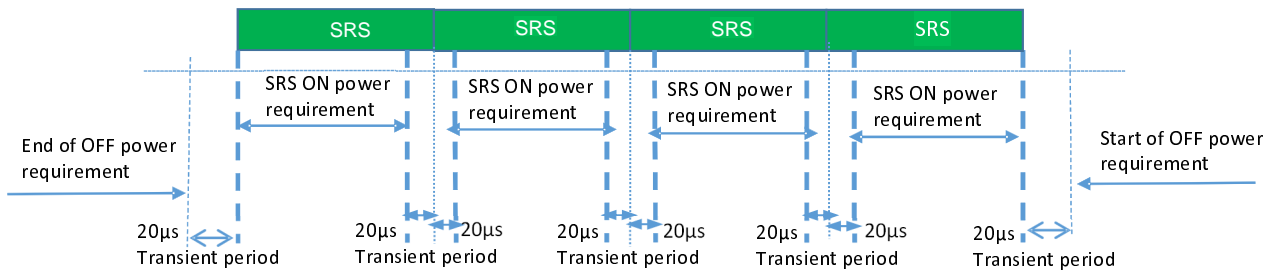 SRS SRS SRS SRS
SRS ON power
requirement
SRS ON power
requirement
SRS ON power
requirement
SRS ON power
requirement
End of OFF power
requirement
Start of OFF power
requirement
20µs
Transient period
20µs 20µs
Transient period
20µs 20µs
Transient period
20µs 20µs
Transient period
20µs
Transient period